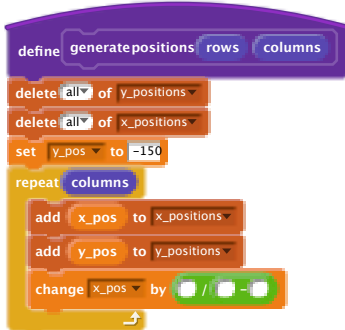 define generatepositions rows columns
delete all of y_positions
delete all of x_positions
set y_pos to -150
repeat columns
add x_pos to x_positions
add y_pos to y_positions
change x_pos by / -